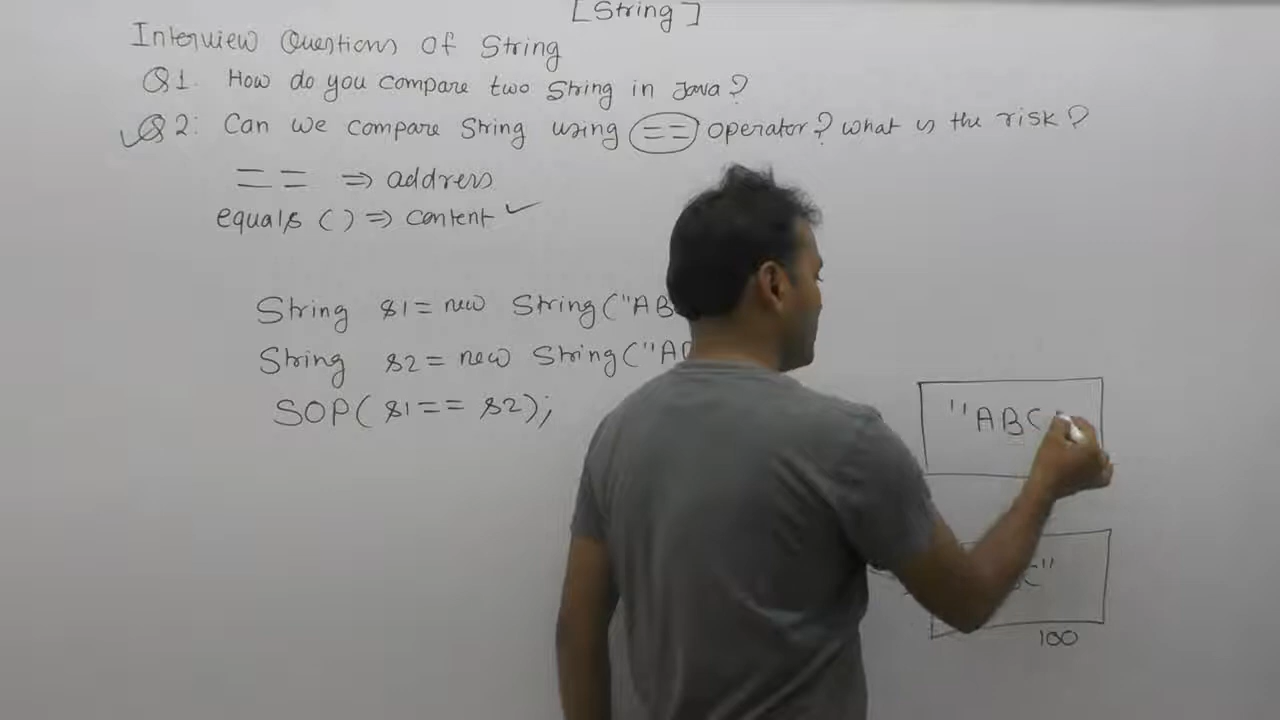 [String]
Interview Questions of String
Q1. How do you compare two String in Java?
Q2: Can we compare String using == operator? what is the risk?
== => address
equals () => content ✓
String s1 = new String("AB
String s2 = new String("A
SOP( s1 == s2);
"ABC
C"
100